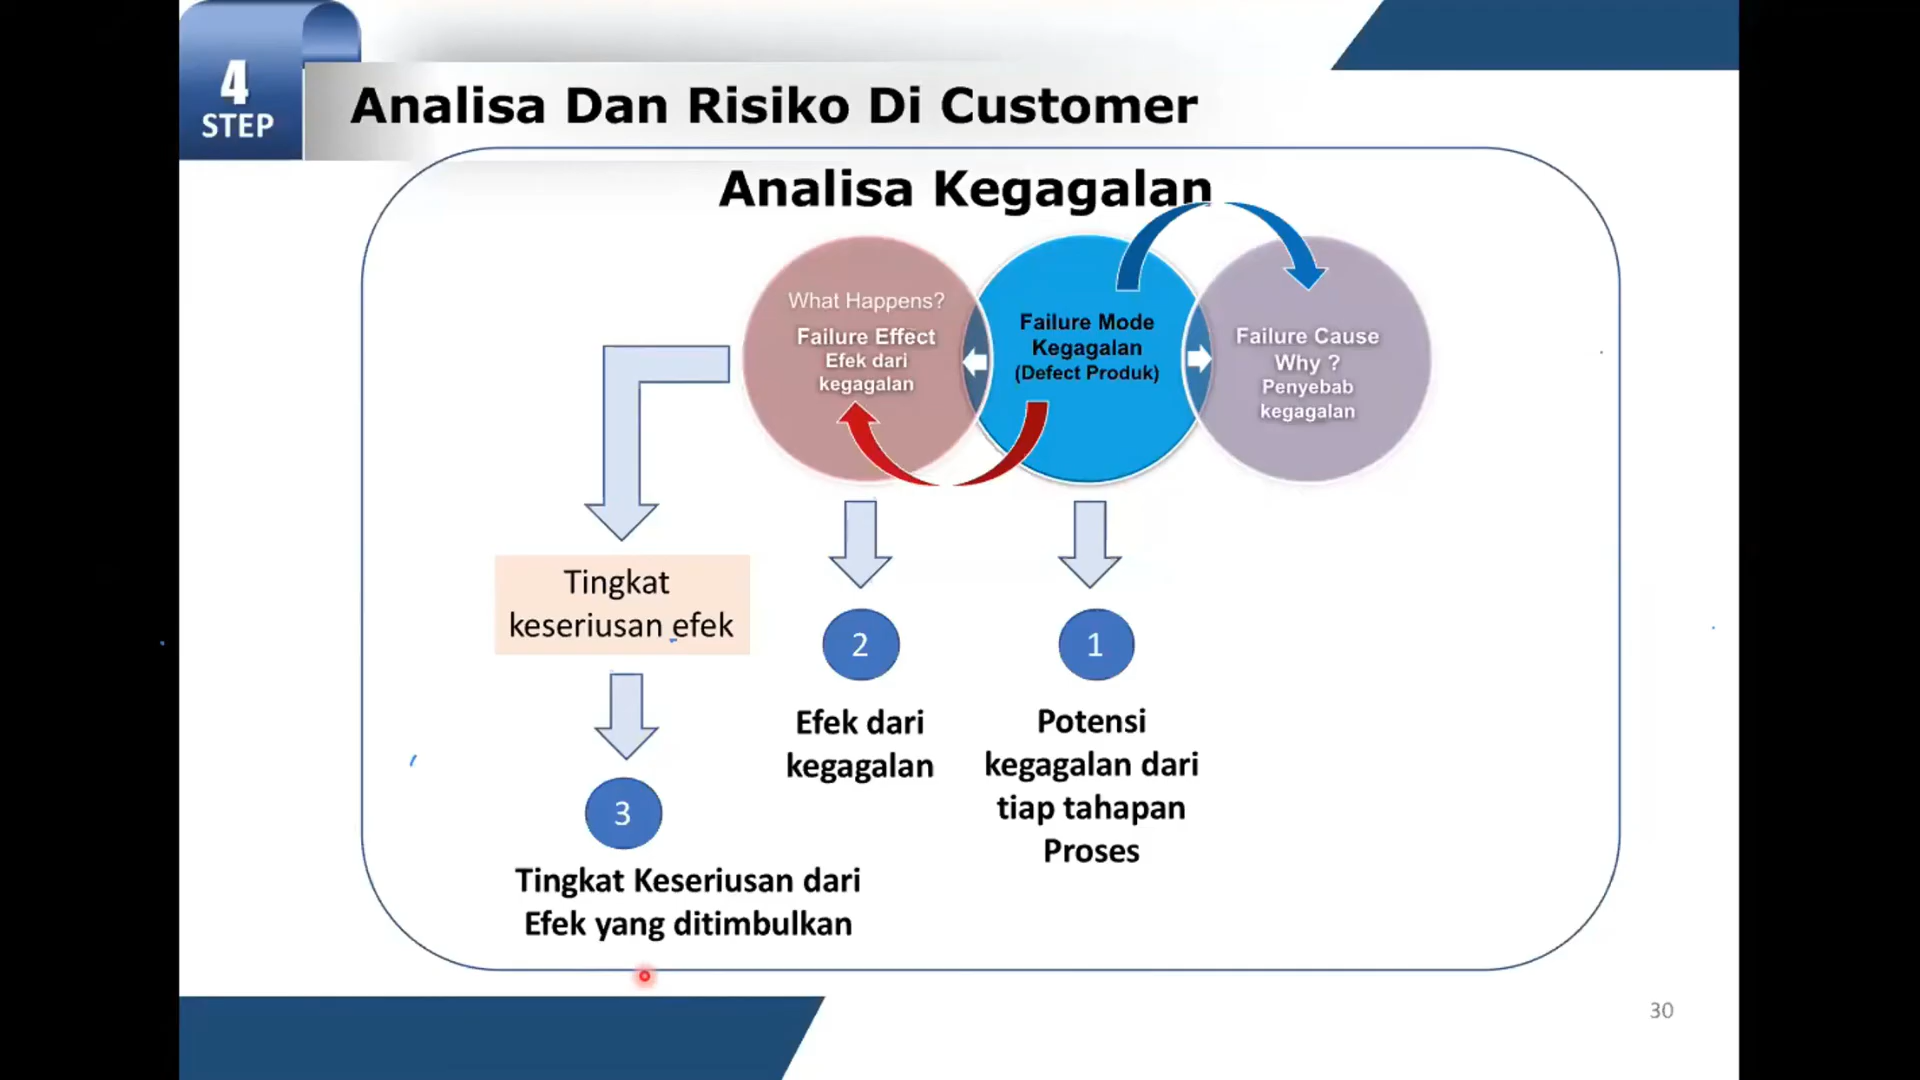 4
STEP
Analisa Dan Risiko Di Customer
Analisa Kegagalan
What Happens?
Failure Effect
Efek dari
kegagalan
Failure Mode
Kegagalan
(Defect Produk)
Failure Cause
Why ?
Penyebab
kegagalan
Tingkat
keseriusan efek
2
Efek dari
kegagalan
1
Potensi
kegagalan dari
tiap tahapan
Proses
3
Tingkat Keseriusan dari
Efek yang ditimbulkan
30